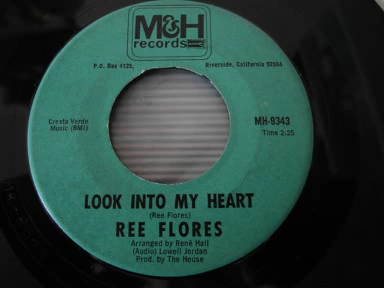 M&H
records
P.O. Box 4125, Riverside, California 92504
Cresta Verde
Music (BMI)
MH-9343
Time 2:25
LOOK INTO MY HEART
(Ree Flores)
REE FLORES
Arranged by René Hall
(Audio) Lowell Jordan
Prod. by The House